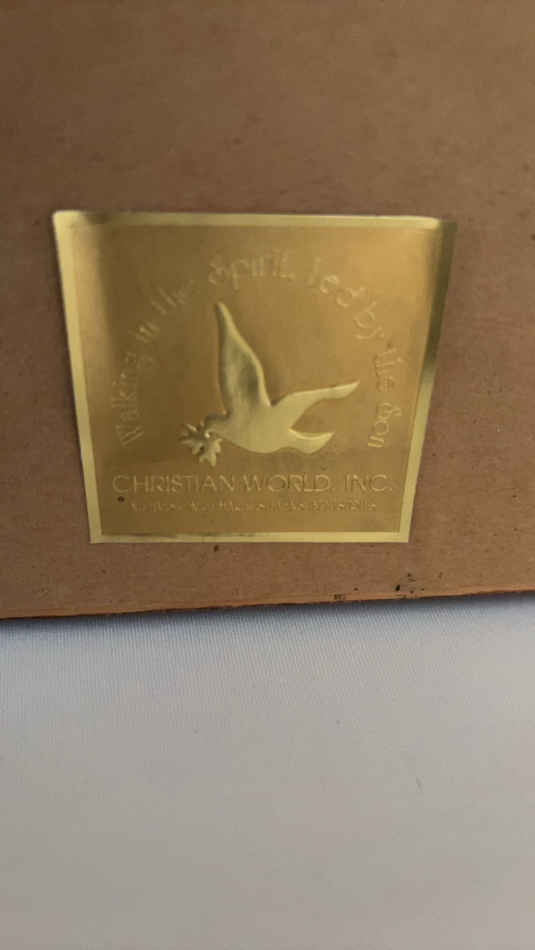 Walking in the Spirit, Led by the Son
CHRISTIAN WORLD, INC.